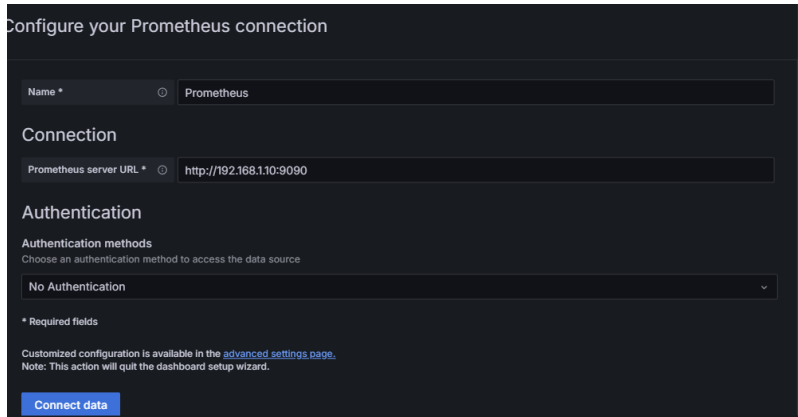 Configure your Prometheus connection
Name * Prometheus
Connection
Prometheus server URL * http://192.168.1.10:9090
Authentication
Authentication methods
Choose an authentication method to access the data source
No Authentication
* Required fields
Customized configuration is available in the advanced settings page.
Note: This action will quit the dashboard setup wizard.
Connect data